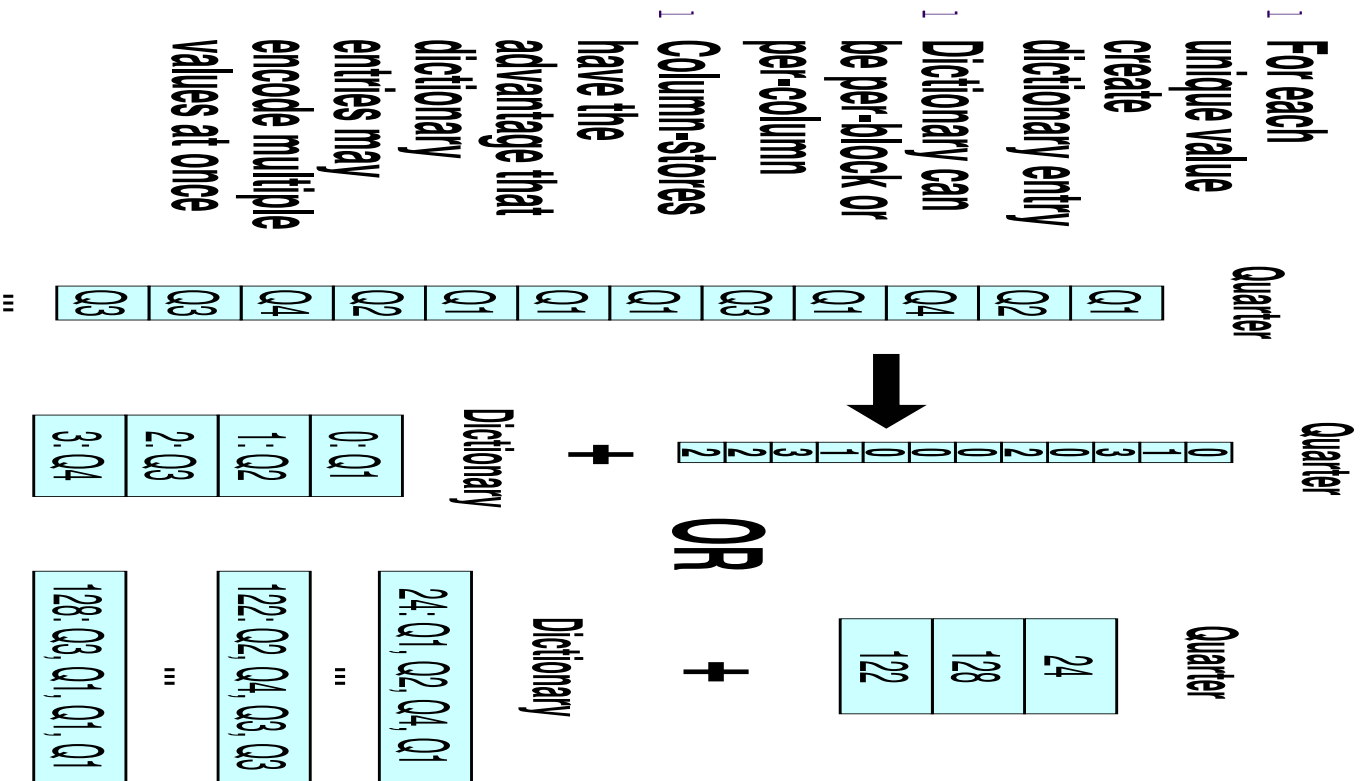 For each
unique value
create
dictionary entry
Dictionary can
be per-block or
per-column
Column-stores
have the
advantage that
dictionary
entries may
encode multiple
values at once
Quarter
Q1
Q2
Q4
Q1
Q3
Q1
Q1
Q1
Q2
Q4
Q3
Q3
...
Quarter
0
1
3
0
2
0
0
0
1
3
2
2
+
Dictionary
0: Q1
1: Q2
2: Q3
3: Q4
OR
Quarter
24
128
122
+
Dictionary
24: Q1, Q2, Q4, Q1
...
122: Q2, Q4, Q3, Q3
...
128: Q3, Q1, Q1, Q1